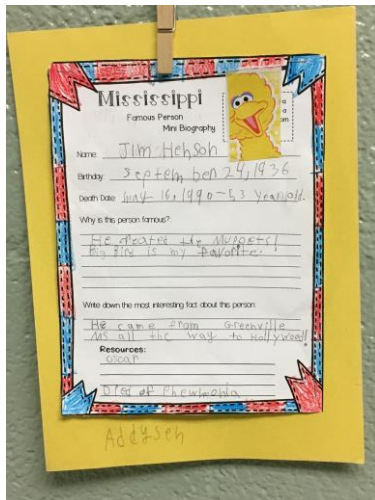 Mississippi
Famous Person
Mini Biography
Name Jim Henson
Birthday September 24, 1936
Death Date may 16, 1990-53 years old.
Why is this person famous?
He creates the Muppets!
Big Bird is my favorite.
Write down the most interesting fact about this person:
He came from Greenville
MS all the way to Hollywood!
Resources:
oscar
Died of Phewmonia
Addysen